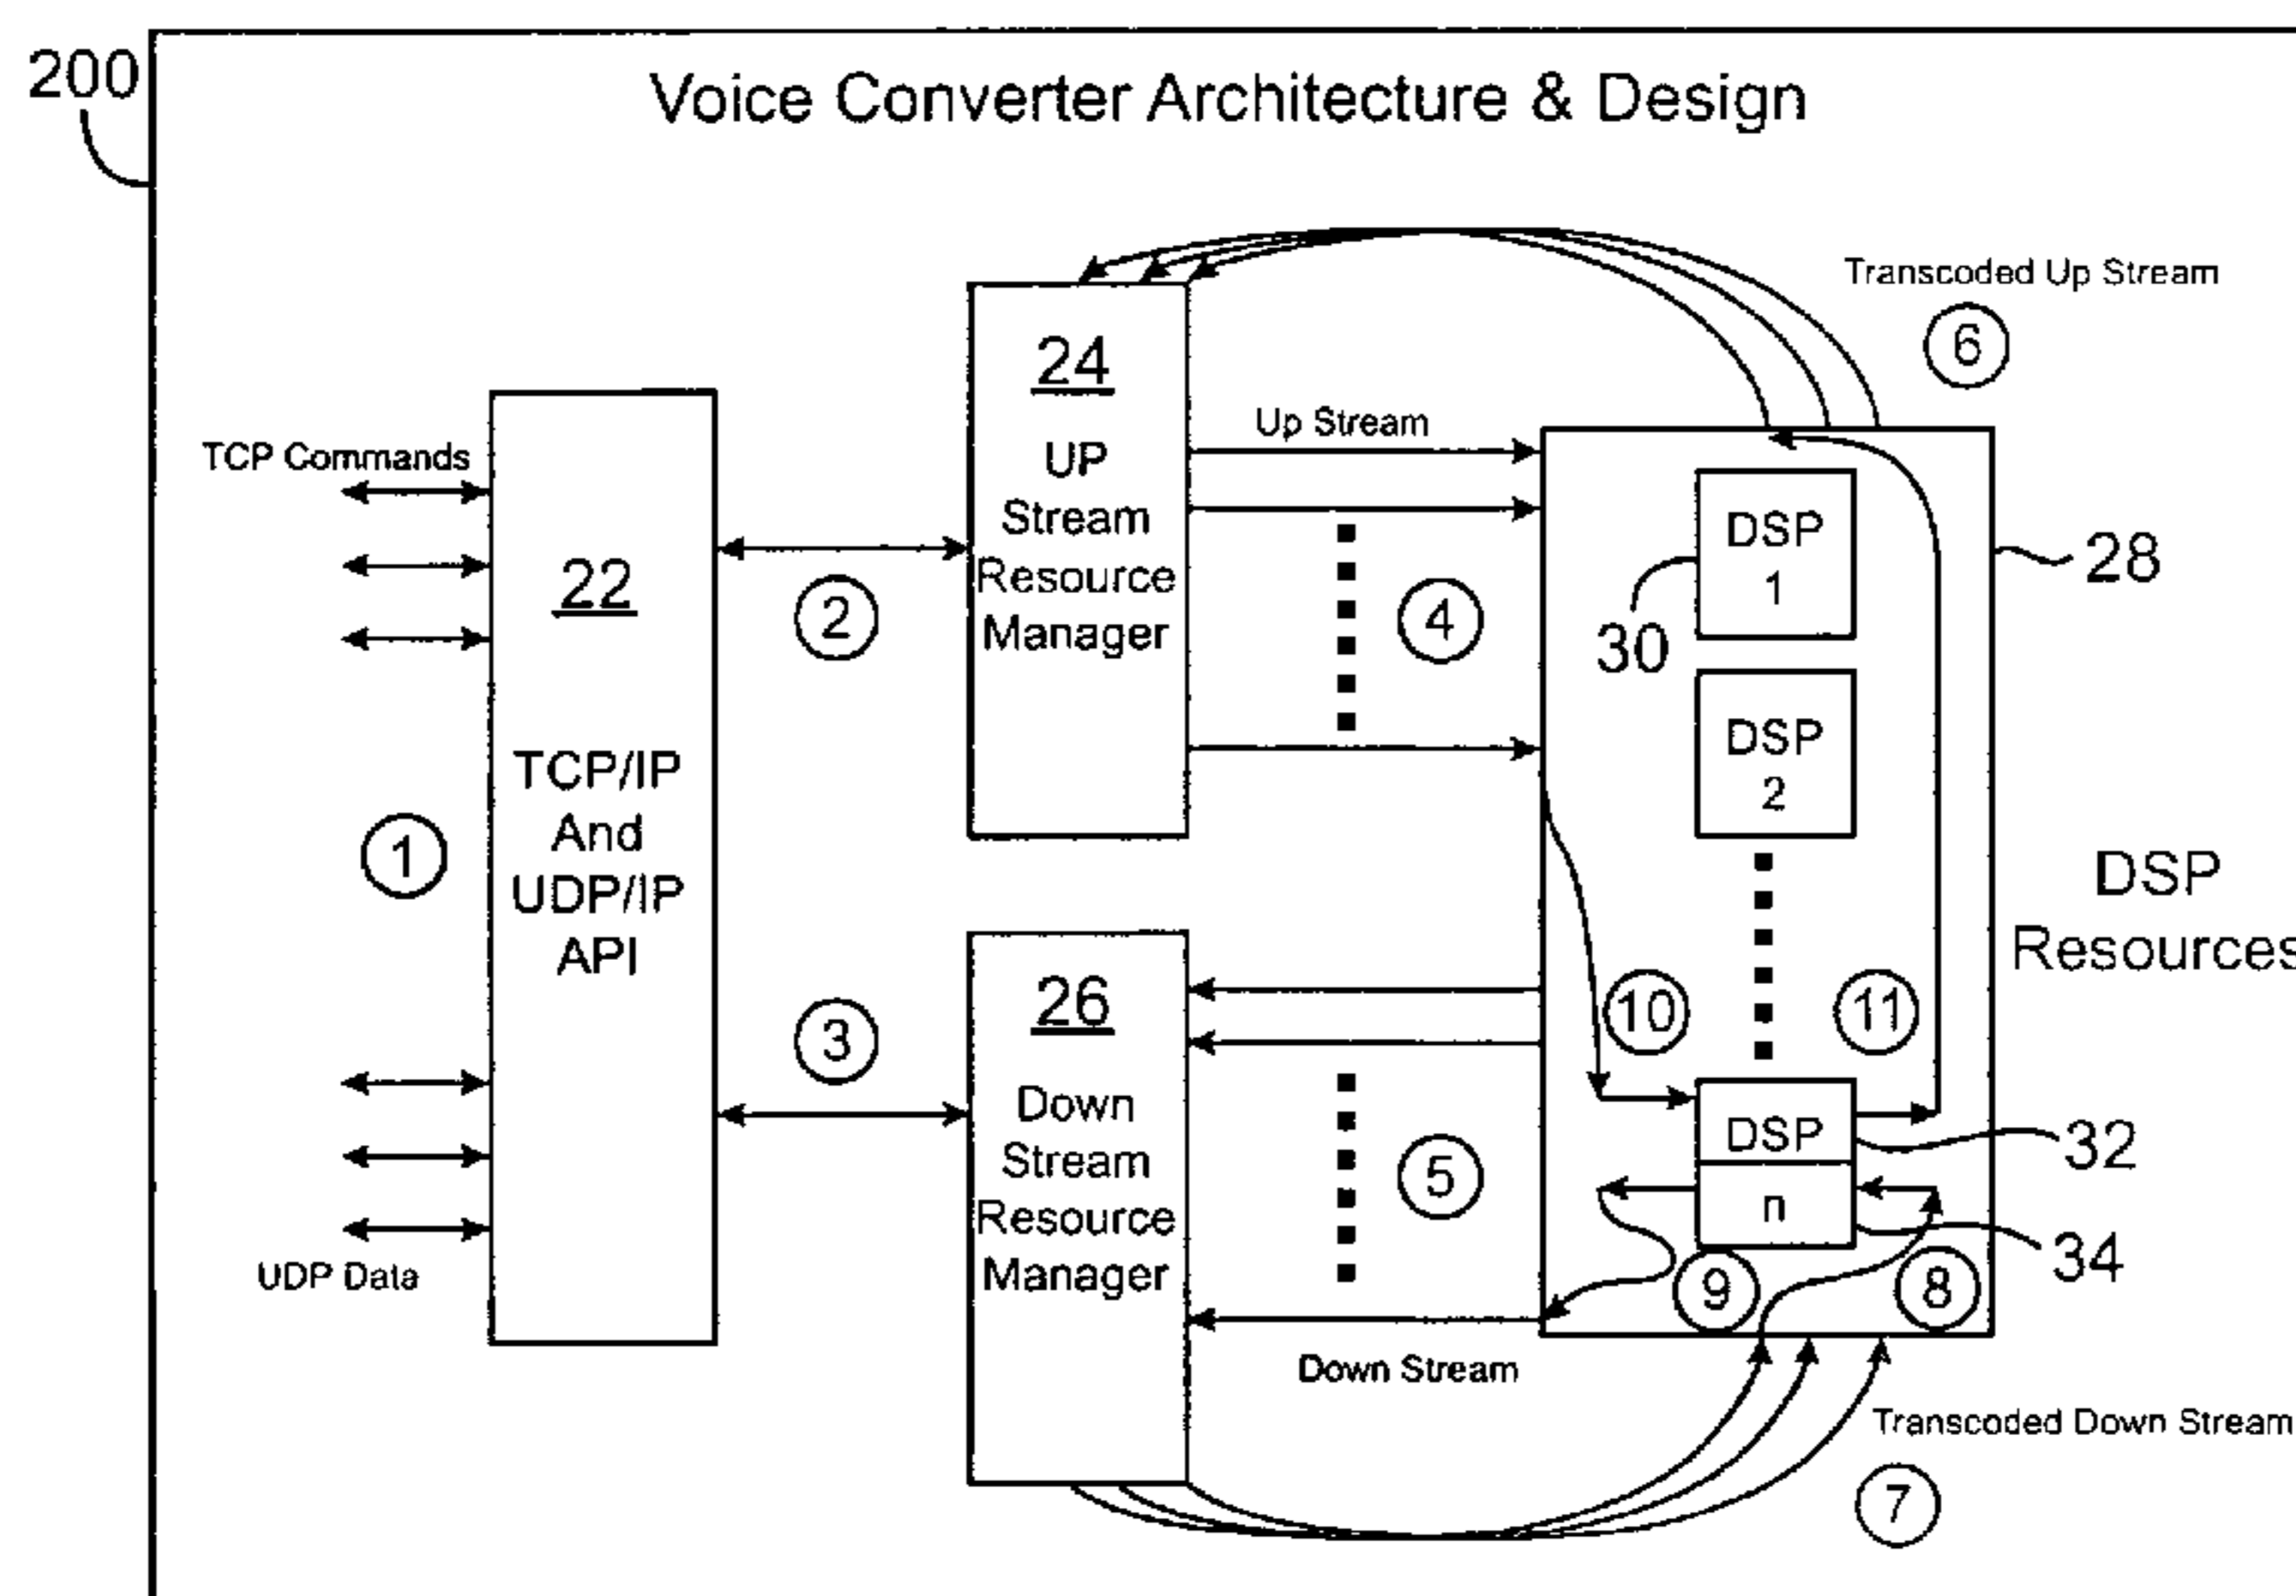 200
Voice Converter Architecture & Design
Transcoded Up Stream
6
24
UP
Stream
Resource
Manager
Up Stream
TCP Commands
22
TCP/IP
And
UDP/IP
API
1
2
3
4
DSP
1
30
28
DSP
2
DSP
Resources
26
Down
Stream
Resource
Manager
5
10
11
DSP
n
32
34
9
8
UDP Data
Down Stream
Transcoded Down Stream
7